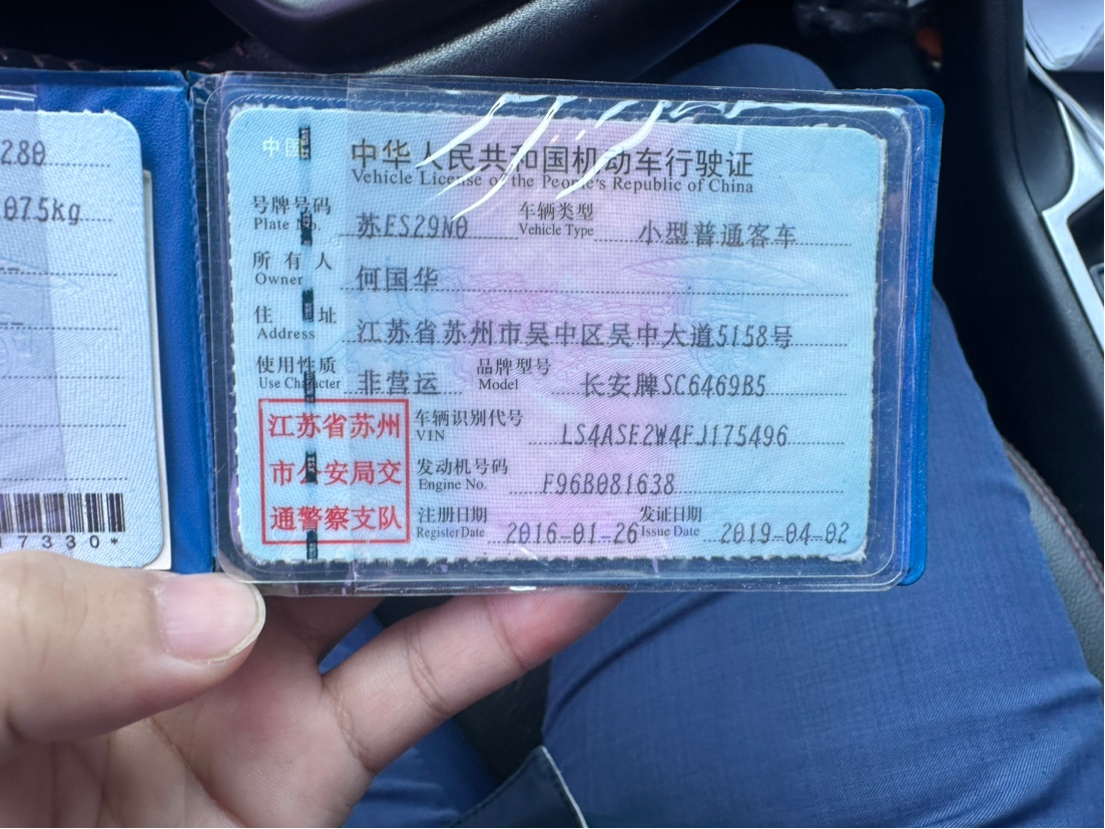 280
075kg
7330*
中国
中华人民共和国机动车行驶证
Vehicle License of the People's Republic of China
号牌号码 苏ES29N0 车辆类型 小型普通客车
Plate No. Vehicle Type
所有人 何国华
Owner
住址 江苏省苏州市吴中区吴中大道5158号
Address
使用性质 非营运 品牌型号 长安牌SC6469B5
Use Character Model
江苏省苏州
市公安局交
通警察支队
车辆识别代号 LS4ASE2W4FJ175496
VIN
发动机号码 F96B081638
Engine No.
注册日期 2016-01-26 发证日期 2019-04-02
Register Date Issue Date